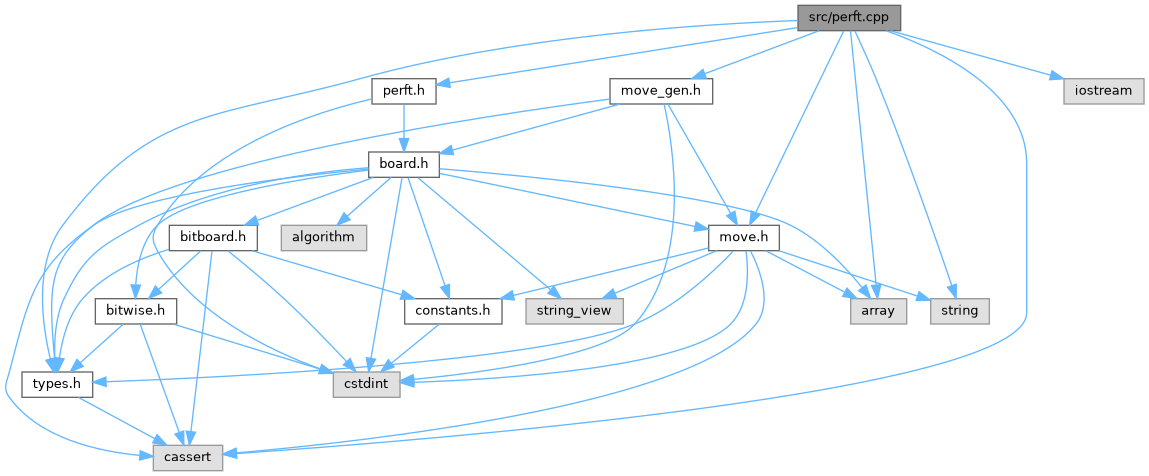 src/perft.cpp
perft.h
move_gen.h
iostream
board.h
bitboard.h
algorithm
move.h
bitwise.h
constants.h
string_view
array
string
types.h
cstdint
cassert